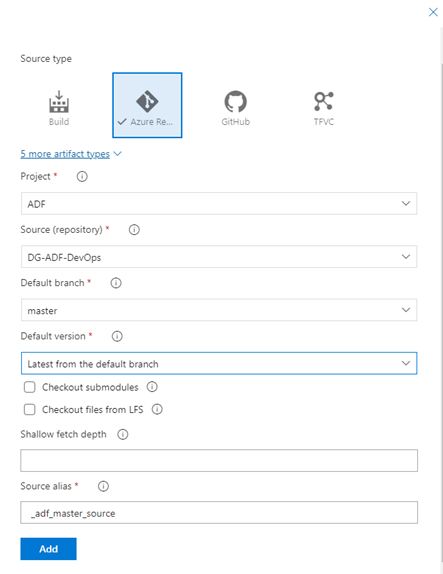 Source type
Build
Azure Re...
GitHub
TFVC
5 more artifact types
Project *
ADF
Source (repository) *
DG-ADF-DevOps
Default branch *
master
Default version *
Latest from the default branch
Checkout submodules
Checkout files from LFS
Shallow fetch depth
Source alias *
_adf_master_source
Add